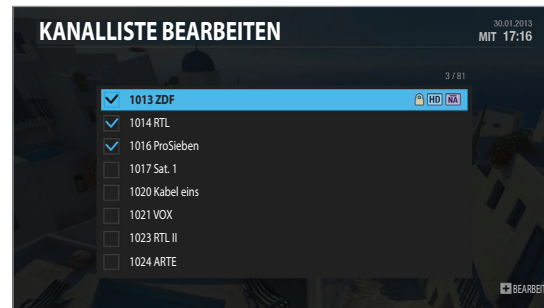 KANALLISTE BEARBEITEN
30.01.2013
MIT 17:16
3 / 81
1013 ZDF HD NA
1014 RTL
1016 ProSieben
1017 Sat. 1
1020 Kabel eins
1021 VOX
1023 RTL II
1024 ARTE
BEARBEIT